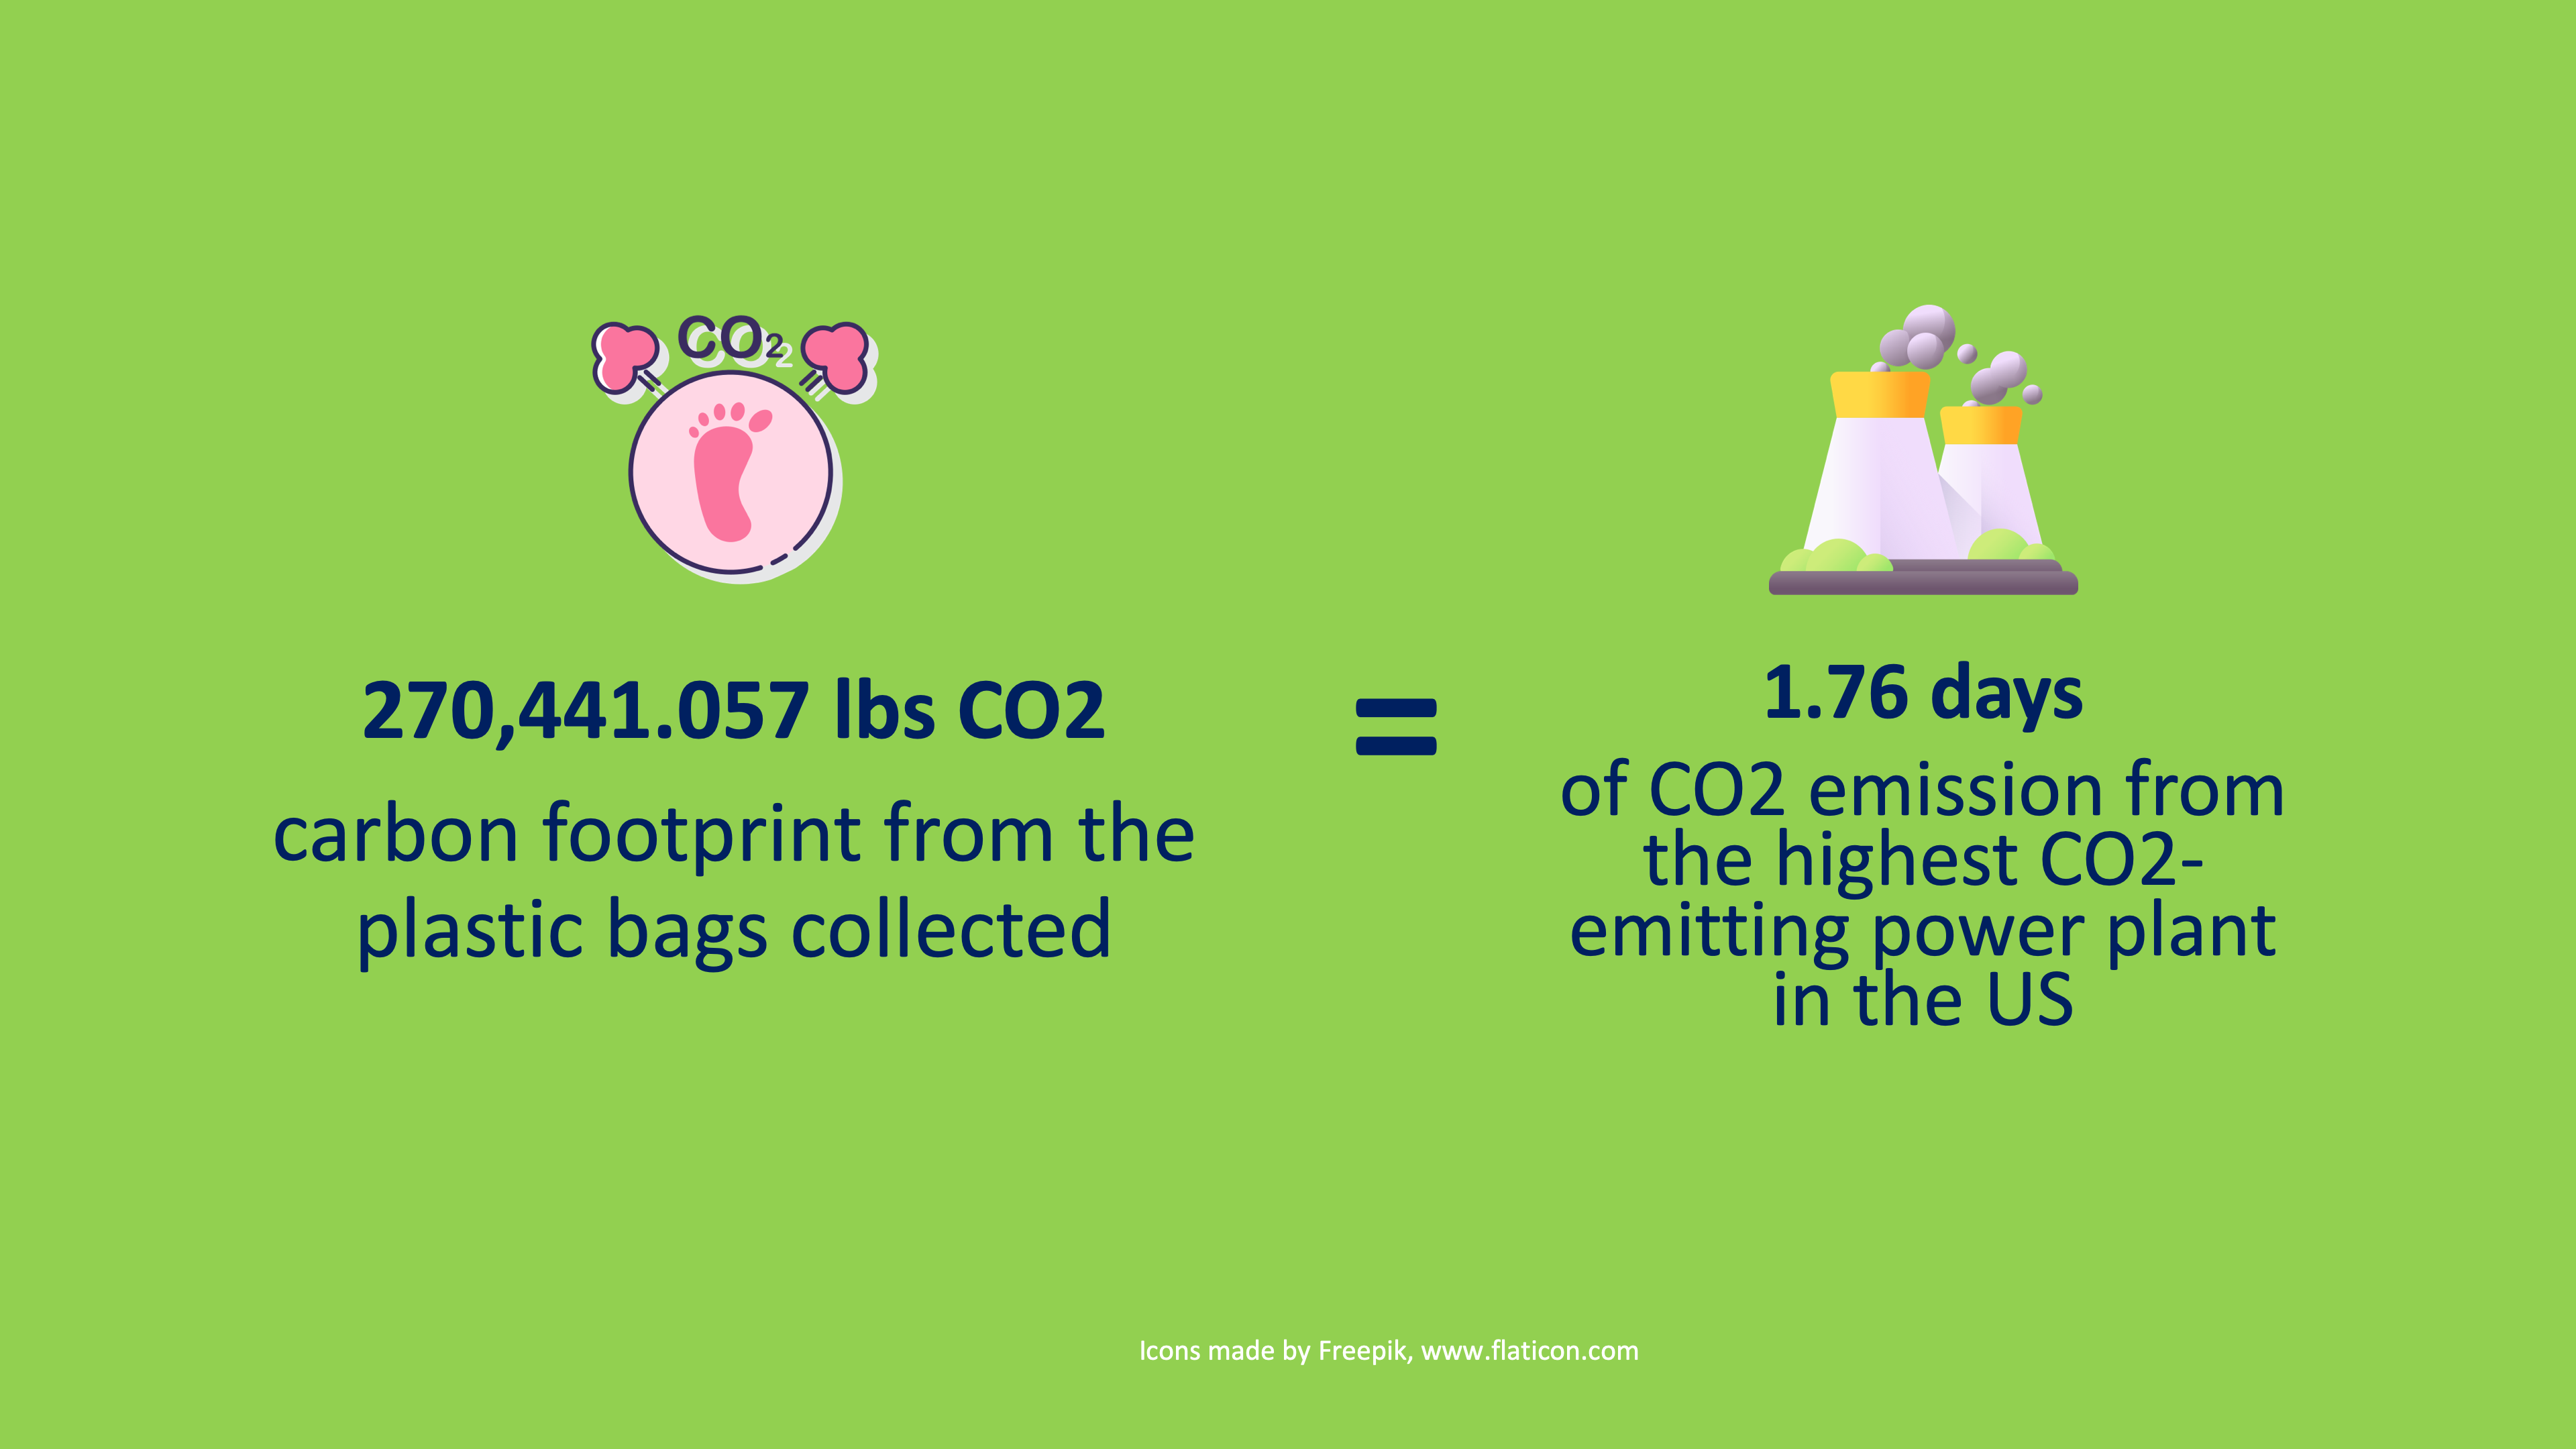 CO₂
270,441.057 lbs CO2
carbon footprint from the
plastic bags collected
=
1.76 days
of CO2 emission from
the highest CO2-
emitting power plant
in the US
Icons made by Freepik, www.flaticon.com